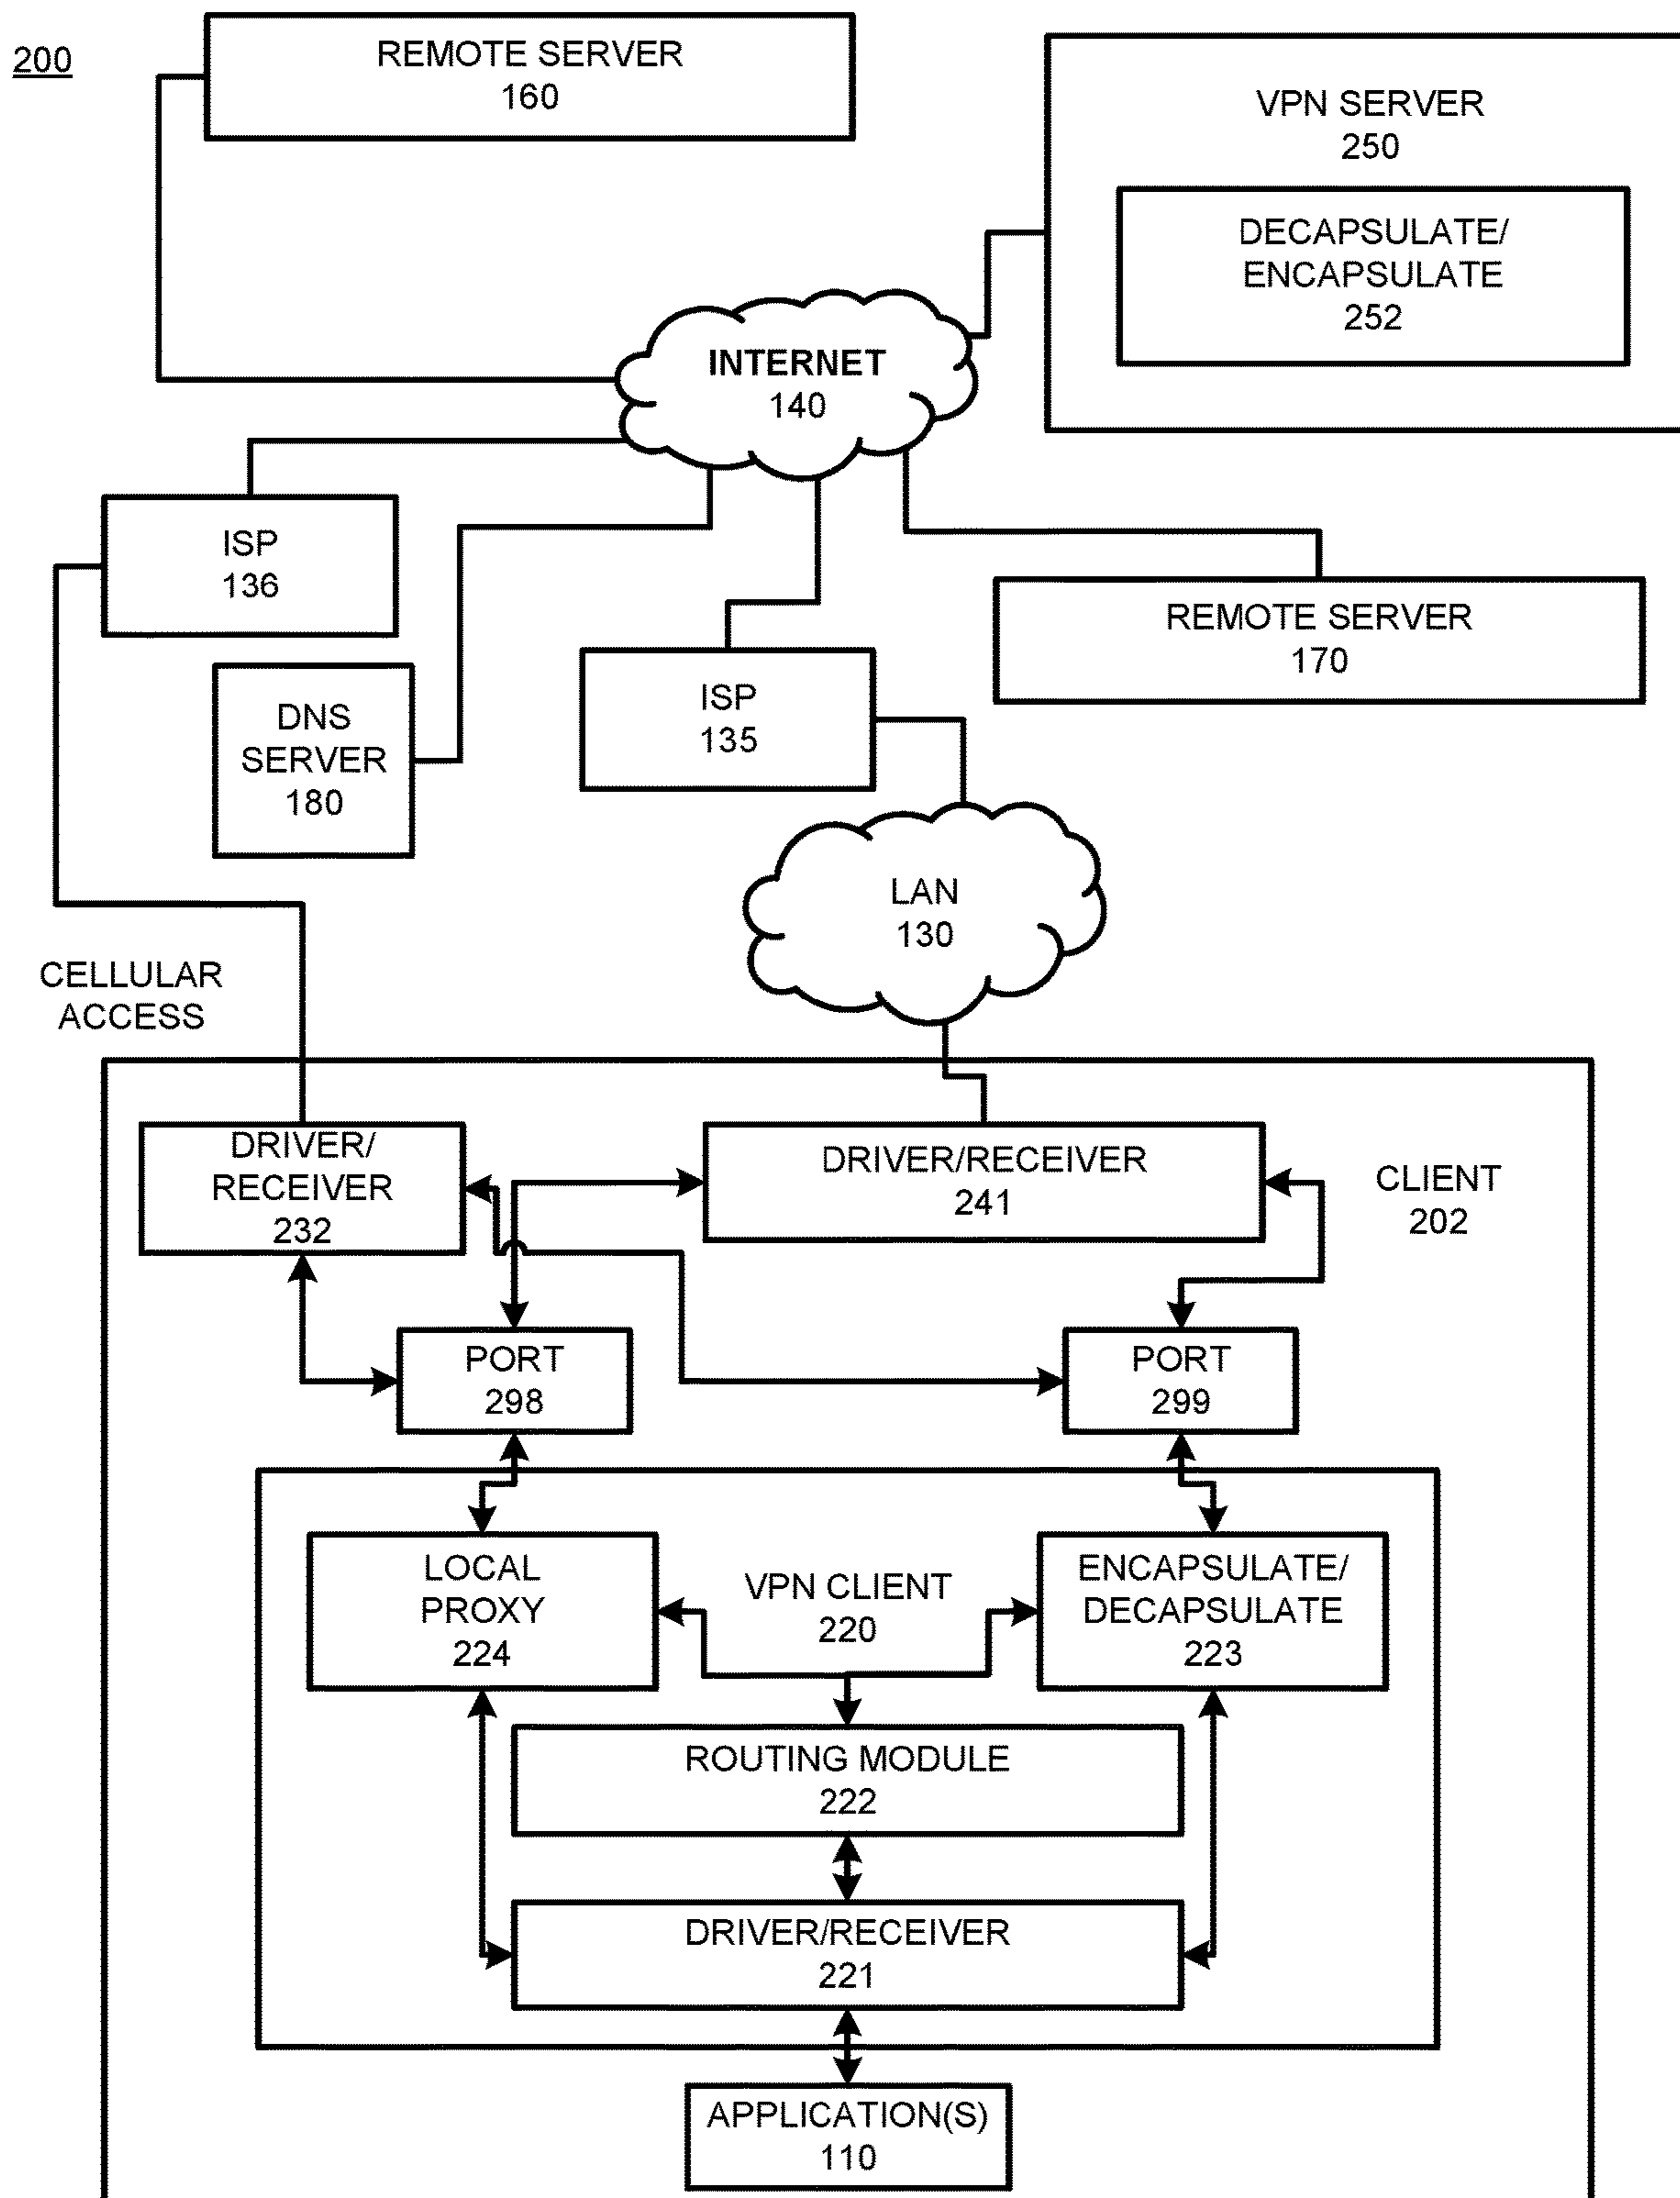 200
REMOTE SERVER
160
VPN SERVER
250
DECAPSULATE/
ENCAPSULATE
252
INTERNET
140
ISP
136
REMOTE SERVER
170
DNS
SERVER
180
ISP
135
LAN
130
CELLULAR
ACCESS
DRIVER/
RECEIVER
232
DRIVER/RECEIVER
241
CLIENT
202
PORT
298
PORT
299
LOCAL
PROXY
224
VPN CLIENT
220
ENCAPSULATE/
DECAPSULATE
223
ROUTING MODULE
222
DRIVER/RECEIVER
221
APPLICATION(S)
110